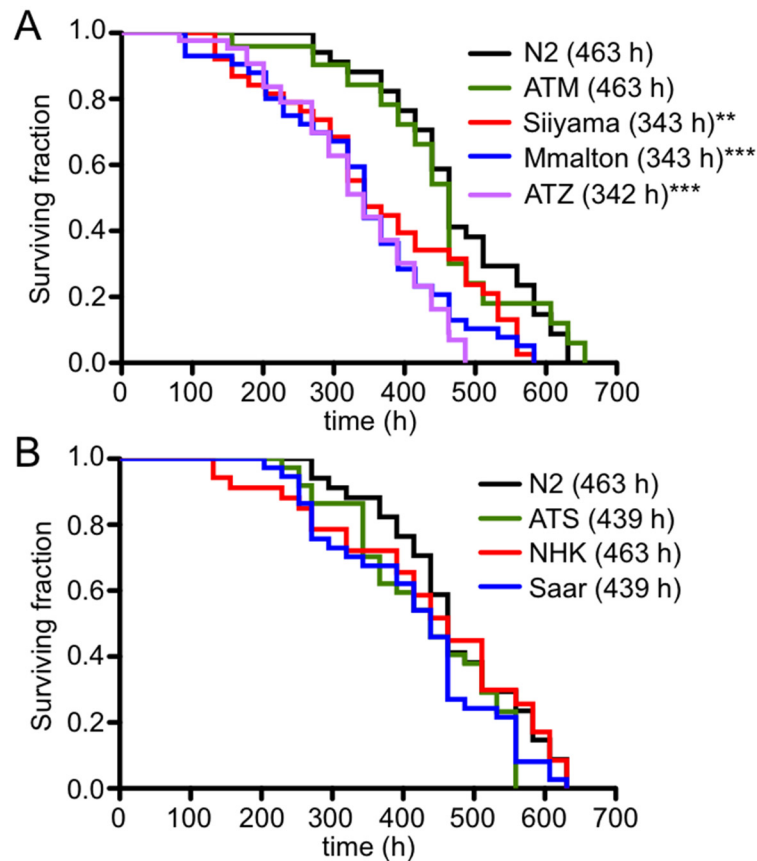 A
1.0
0.8
0.6
0.4
0.2
0.0
Surviving fraction
N2 (463 h)
ATM (463 h)
Siiyama (343 h)**
Mmalton (343 h)***
ATZ (342 h)***
0 100 200 300 400 500 600 700
time (h)
B
1.0
0.8
0.6
0.4
0.2
0.0
Surviving fraction
N2 (463 h)
ATS (439 h)
NHK (463 h)
Saar (439 h)
0 100 200 300 400 500 600 700
time (h)